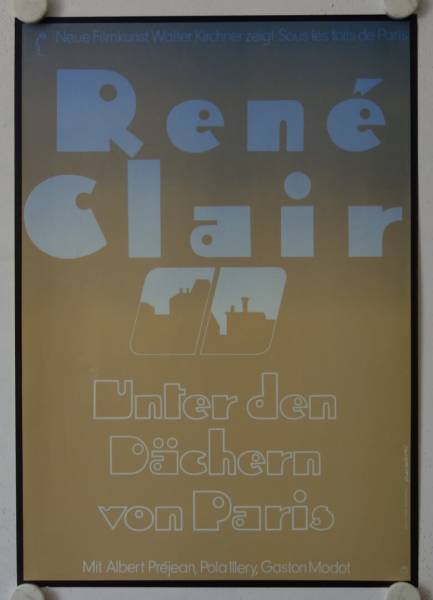 Neue Filmkunst Walter Kirchner zeigt: Sous les toits de Paris
René
Clair
Unter den
Dächern
von Paris
Mit Albert Préjean, Pola Illery, Gaston Modot